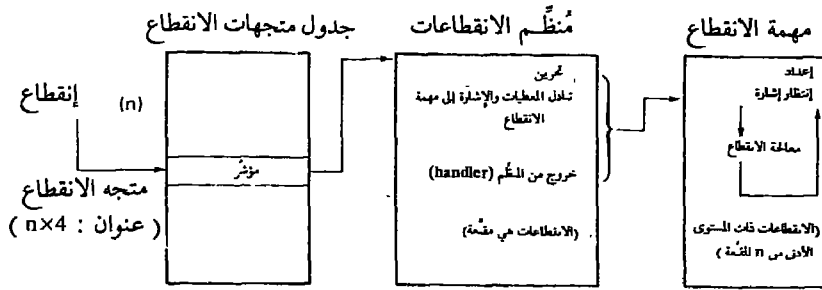 جدول متجهات الانقطاع
مُنظِّم الانقطاعات
مهمة الانقطاع
إنقطاع
(n)
متجه الانقطاع
( عنوان : n×4 )
مؤشر
تخزين
تبادل المعطيات والإشارة إلى مهمة
الانقطاع
خروج من المنظّم (handler)
(الانقطاعات هي مقنّعة)
إعداد
إنتظار إشارة
معالجة الانقطاع
(الانقطاعات ذات المستوى
الأدنى من n المقنّعة )